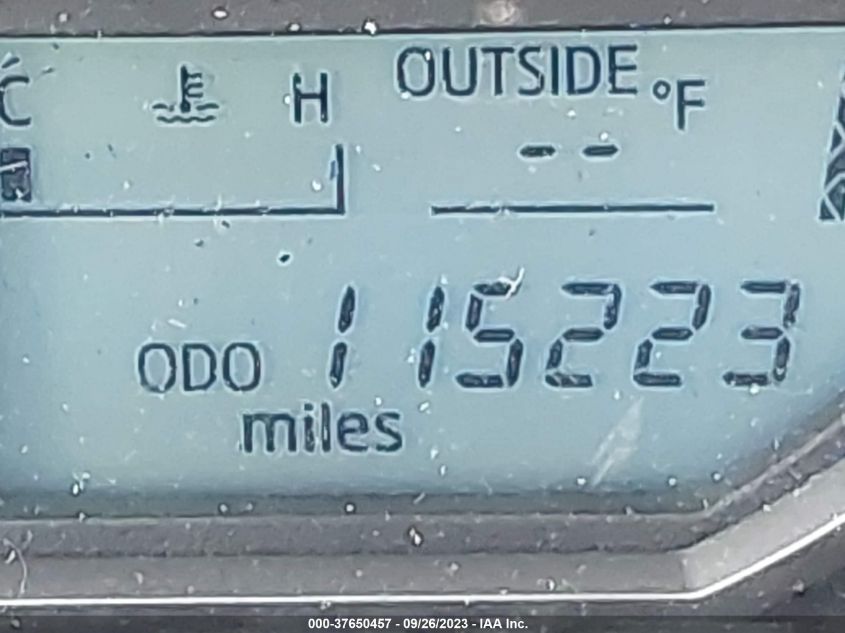 C H OUTSIDE °F
--
ODO 115223
miles
000-37650457 - 09/26/2023 - IAA Inc.